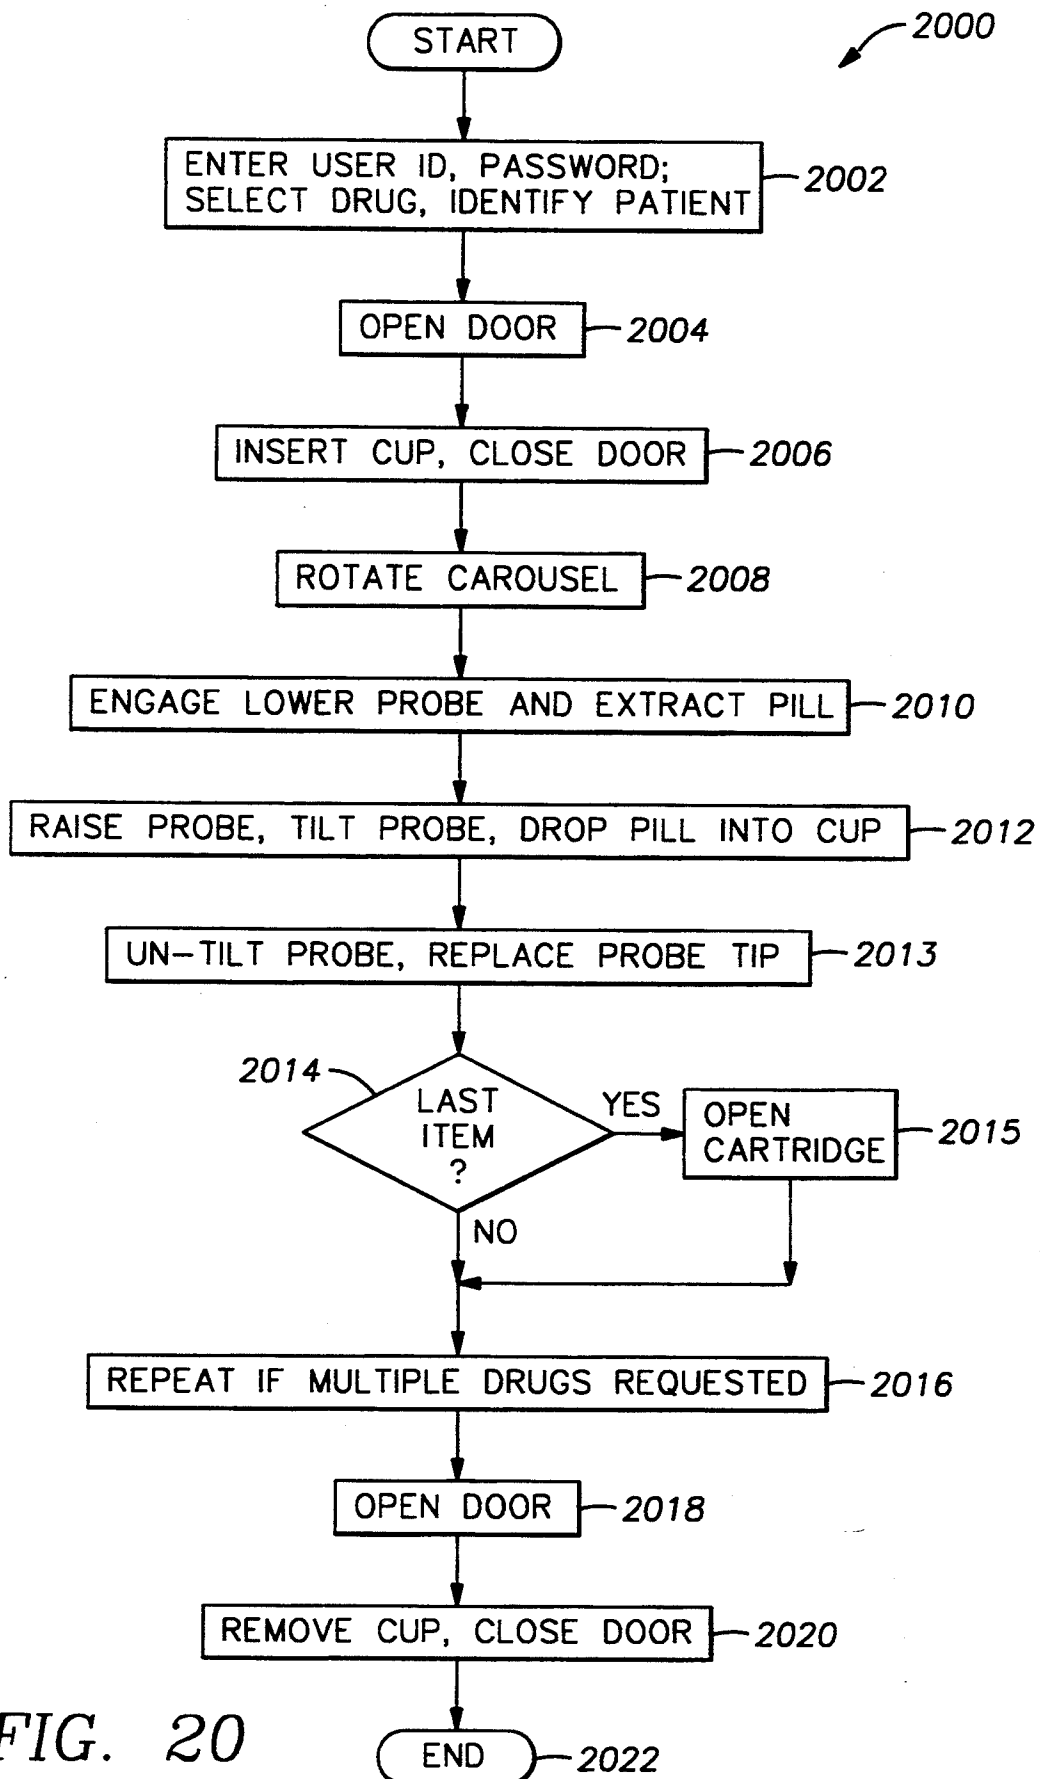 START
2000
ENTER USER ID, PASSWORD;
SELECT DRUG, IDENTIFY PATIENT
2002
OPEN DOOR
2004
INSERT CUP, CLOSE DOOR
2006
ROTATE CAROUSEL
2008
ENGAGE LOWER PROBE AND EXTRACT PILL
2010
RAISE PROBE, TILT PROBE, DROP PILL INTO CUP
2012
UN-TILT PROBE, REPLACE PROBE TIP
2013
2014
LAST
ITEM
?
YES
OPEN
CARTRIDGE
2015
NO
REPEAT IF MULTIPLE DRUGS REQUESTED
2016
OPEN DOOR
2018
REMOVE CUP, CLOSE DOOR
2020
FIG. 20
END
2022